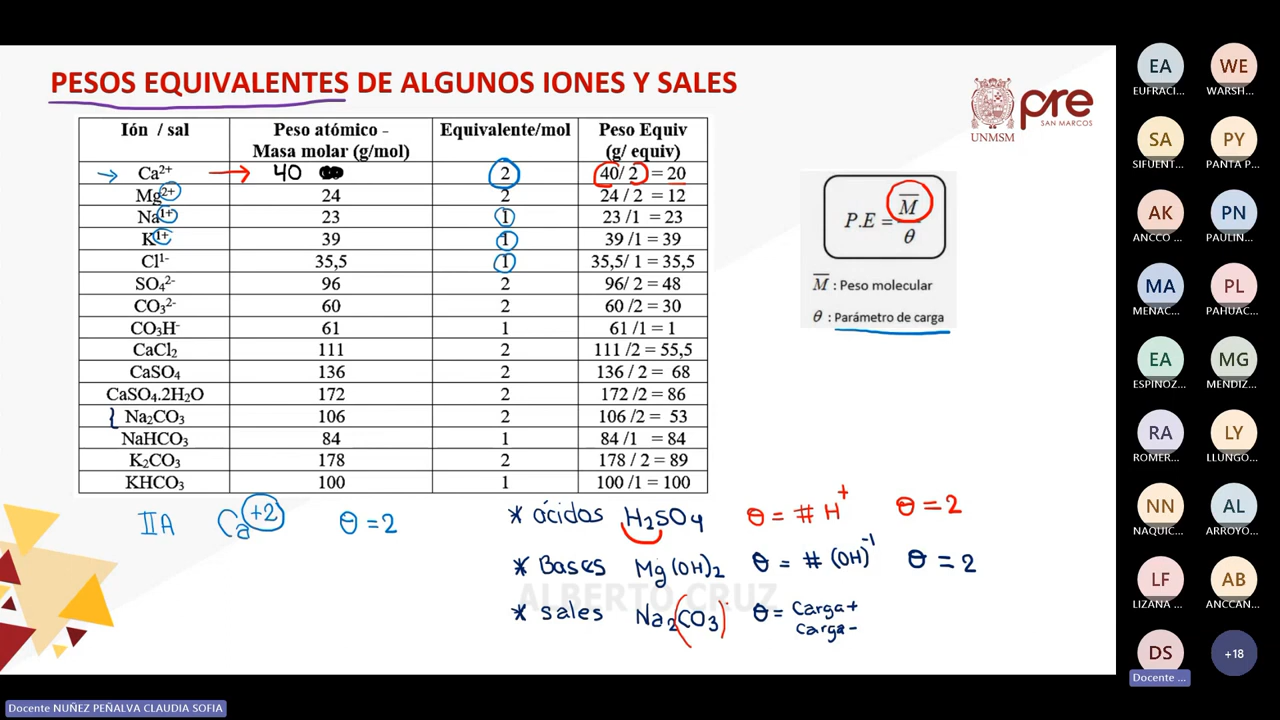 PESOS EQUIVALENTES DE ALGUNOS IONES Y SALES
UNMSM
pre
SAN MARCOS
Ión / sal Peso atómico - Masa molar (g/mol) Equivalente/mol Peso Equiv (g/ equiv)
Ca²⁺ 40 2 40/ 2 = 20
Mg²⁺ 24 2 24 / 2 = 12
Na¹⁺ 23 1 23 /1 = 23
K¹⁺ 39 1 39 /1 = 39
Cl¹⁻ 35,5 1 35,5/ 1 = 35,5
SO₄²⁻ 96 2 96/ 2 = 48
CO₃²⁻ 60 2 60 /2 = 30
CO₃H⁻ 61 1 61 /1 = 1
CaCl₂ 111 2 111 /2 = 55,5
CaSO₄ 136 2 136 / 2 = 68
CaSO₄.2H₂O 172 2 172 /2 = 86
Na₂CO₃ 106 2 106 /2 = 53
NaHCO₃ 84 1 84 /1 = 84
K₂CO₃ 178 2 178 / 2 = 89
KHCO₃ 100 1 100 /1 = 100
P.E = M̅ / θ
M̅ : Peso molecular
θ : Parámetro de carga
IIA Ca⁺² θ = 2
* ácidos H₂SO₄ θ = # H⁺ θ = 2
* Bases Mg(OH)₂ θ = # (OH)⁻¹ θ = 2
ALBERTO CRUZ
* sales Na₂(CO₃) θ = Carga+
Carga-
EA WE
EUFRACI... WARSH...
SA PY
SIFUENT... PANTA P...
AK PN
ANCCO ... PAULIN...
MA PL
MENAC... PAHUAC...
EA MG
ESPINOZ... MENDIZ...
RA LY
ROMER... LLUNGO...
NN AL
NAQUIC... ARROYO...
LF AB
LIZANA ... ANCCAN...
DS +18
Docente ...
Docente NUÑEZ PEÑALVA CLAUDIA SOFIA